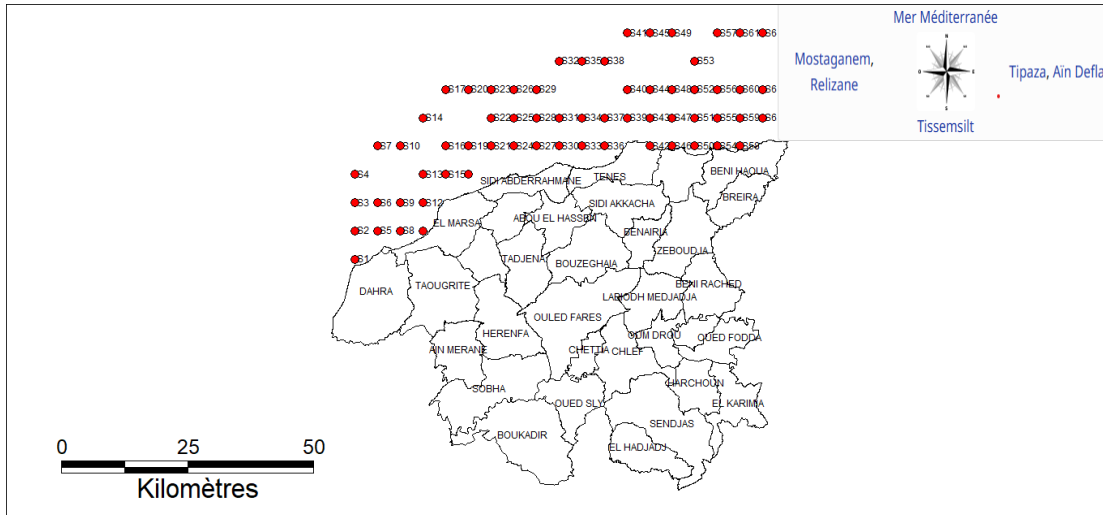 Mer Méditerranée
Mostaganem,
Relizane
Tipaza, Aïn Defla
Tissemsilt
S41 S45 S49 S57 S61 S6
S32 S35 S38 S53
S17 S20 S23 S26 S29 S40 S44 S48 S52 S56 S60 S6
S14 S22 S25 S28 S31 S34 S37 S39 S43 S47 S51 S55 S59 S6
S7 S10 S16 S19 S21 S24 S27 S30 S33 S36 S42 S46 S50 S54 S58
S4 S13 S15
S3 S6 S9 S12
S2 S5 S8
S1
BENI HAOUA
TENES
SIDI ABDERRAHMANE
BREIRA
SIDI AKKACHA
ABOU EL HASSEN
EL MARSA
BENAIRIA
ZEBOUDJA
TADJENA
BOUZEGHAIA
BENI RACHED
TAOUGRITE
DAHRA
LABIODH MEDJADJA
OULED FARES
HERENFA
OUM DROU
OUED FODDA
AIN MERANE
CHETTIA
CHLEF
HARCHOUN
SOBHA
OUED SLY
EL KARIMIA
SENDJAS
BOUKADIR
EL HADJADJ
0 25 50
Kilomètres